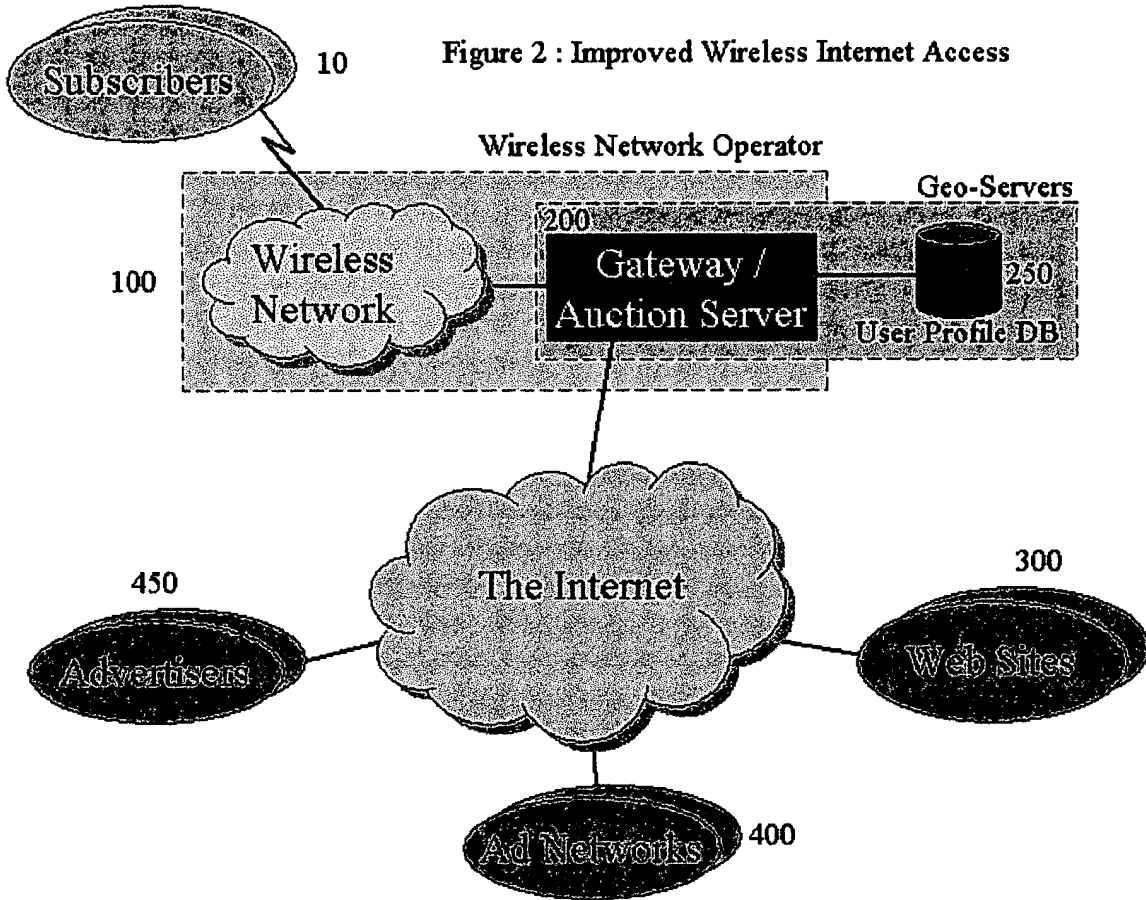 Figure 2 : Improved Wireless Internet Access
Subscribers
10
Wireless Network Operator
Geo-Servers
100
Wireless
Network
200
Gateway /
Auction Server
250
User Profile DB
The Internet
450
Advertisers
300
Web Sites
Ad Networks
400